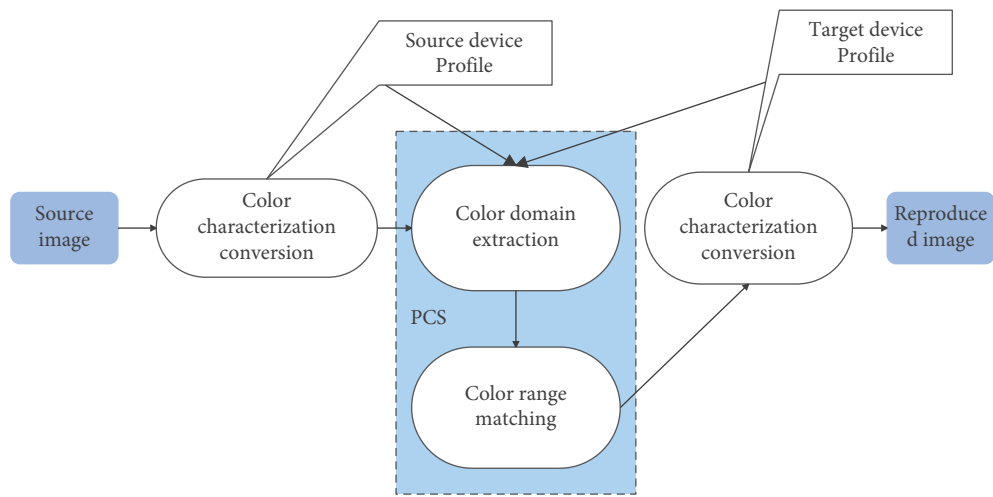 Source device
Profile
Target device
Profile
Source
image
Color
characterization
conversion
Color domain
extraction
Color
characterization
conversion
Reproduce
d image
PCS
Color range
matching